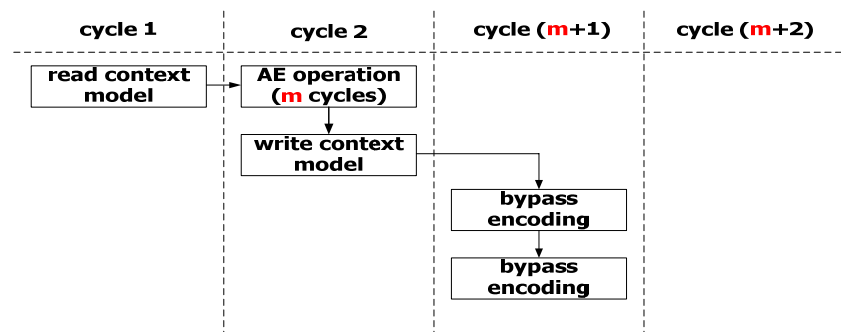 cycle 1 cycle 2 cycle (m+1) cycle (m+2)
read context
model
AE operation
(m cycles)
write context
model
bypass
encoding
bypass
encoding